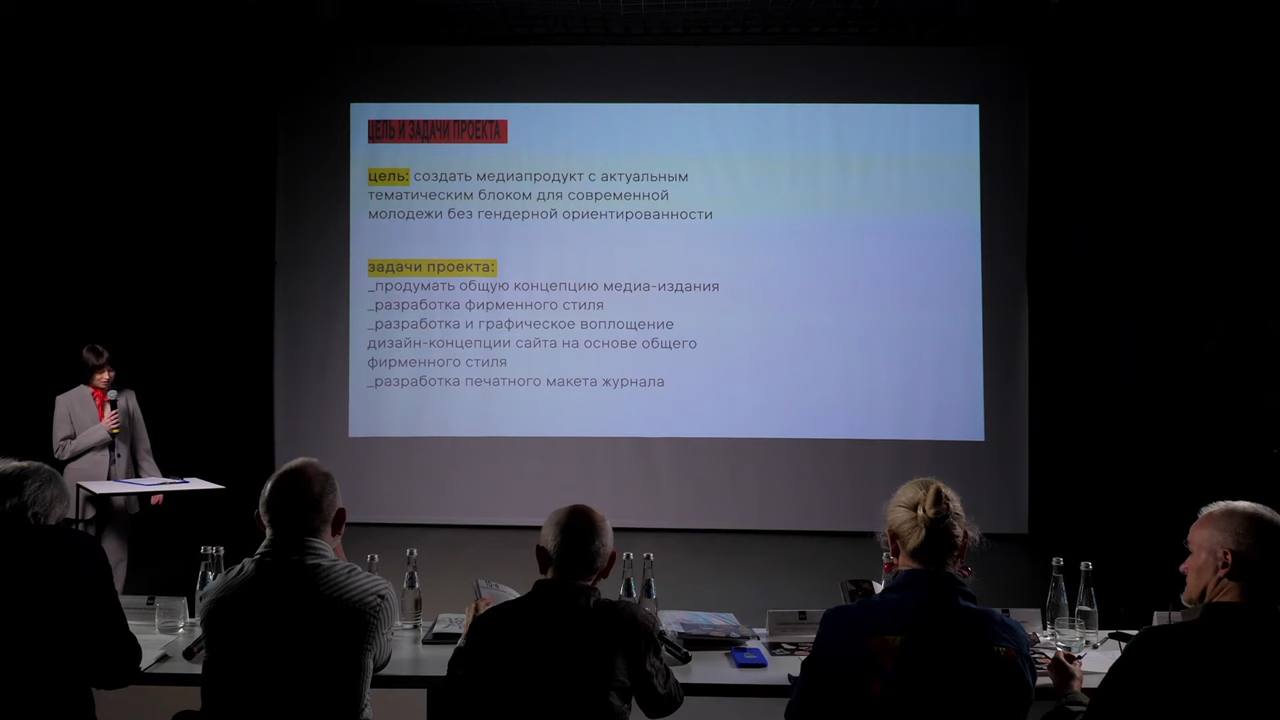 ЦЕЛЬ И ЗАДАЧИ ПРОЕКТА
цель: создать медиапродукт с актуальным
тематическим блоком для современной
молодежи без гендерной ориентированности
задачи проекта:
_продумать общую концепцию медиа-издания
_разработка фирменного стиля
_разработка и графическое воплощение
дизайн-концепции сайта на основе общего
фирменного стиля
_разработка печатного макета журнала